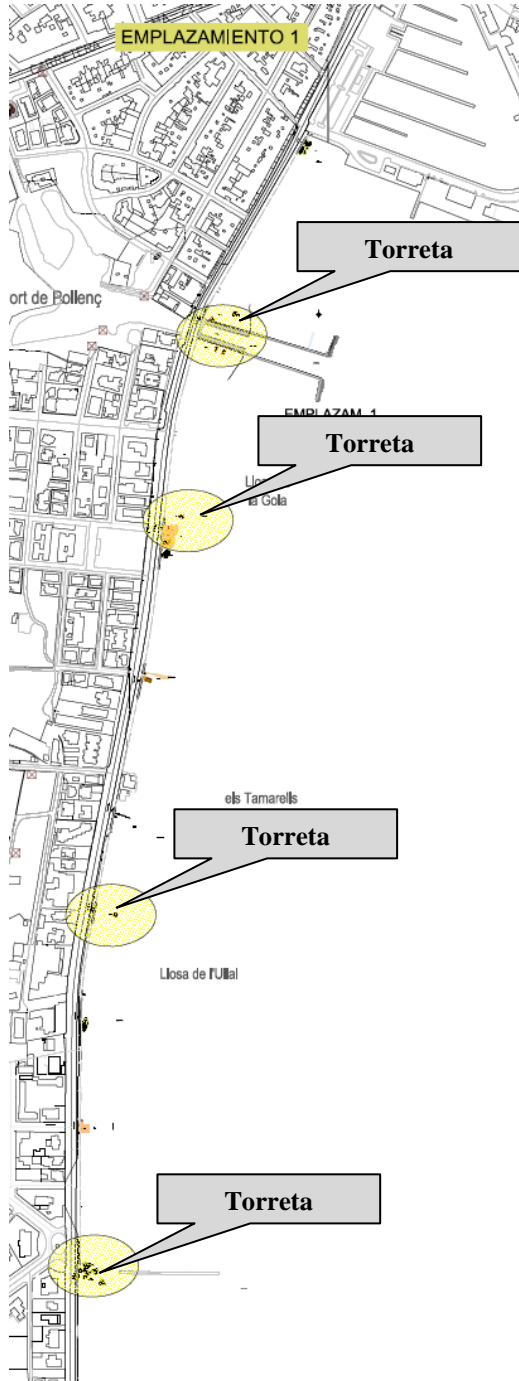 EMPLAZAMIENTO 1
Torreta
ort de Pollenç
EMPLAZAM. 1
Torreta
la Gola
els Tamarells
Torreta
Llosa de l'Ullal
Torreta